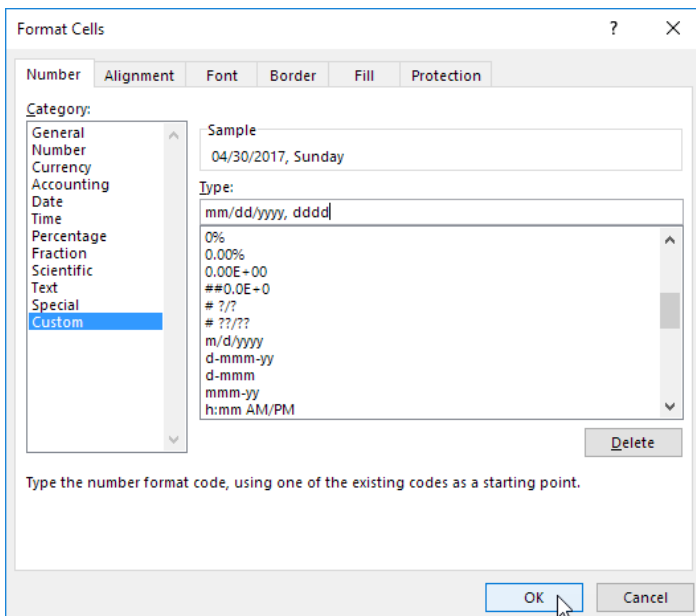 Format Cells
?
Number Alignment Font Border Fill Protection
Category:
General
Number
Currency
Accounting
Date
Time
Percentage
Fraction
Scientific
Text
Special
Custom
Sample
04/30/2017, Sunday
Type:
mm/dd/yyyy, dddd
0%
0.00%
0.00E+00
##0.0E+0
# ?/?
# ??/??
m/d/yyyy
d-mmm-yy
d-mmm
mmm-yy
h:mm AM/PM
Delete
Type the number format code, using one of the existing codes as a starting point.
OK Cancel